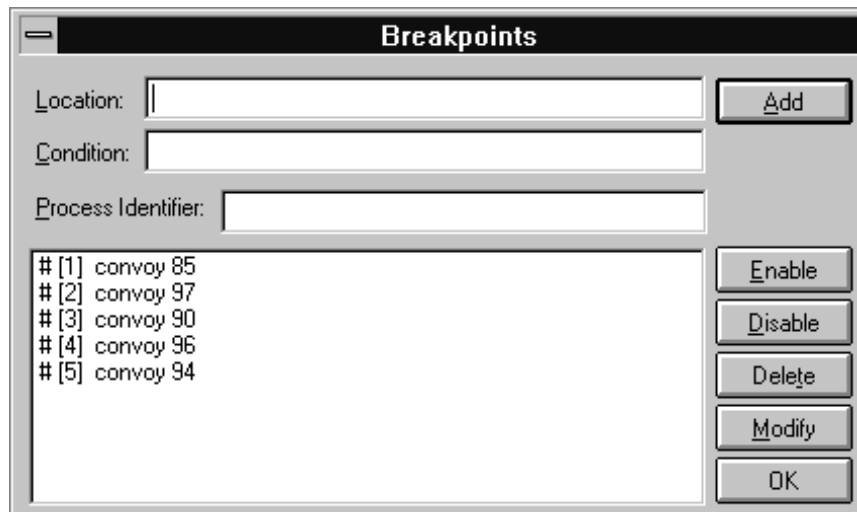 Breakpoints
Location:
Add
Condition:
Process Identifier:
# [1] convoy 85
# [2] convoy 97
# [3] convoy 90
# [4] convoy 96
# [5] convoy 94
Enable
Disable
Delete
Modify
OK